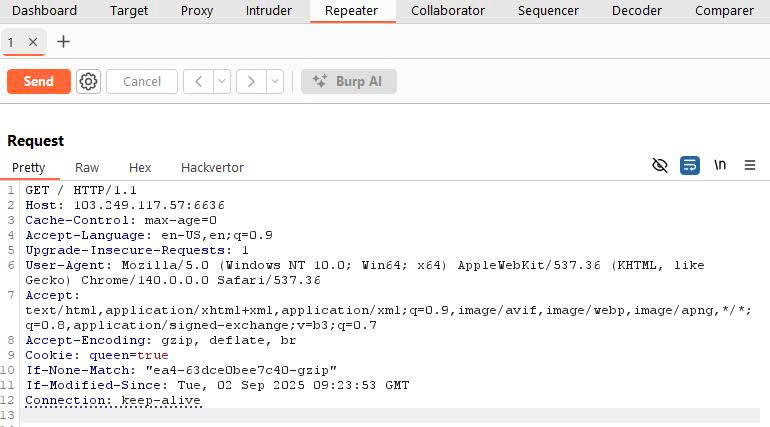 Dashboard Target Proxy Intruder Repeater Collaborator Sequencer Decoder Comparer
1 × +
Send Cancel < > Burp AI
Request
Pretty Raw Hex Hackvertor \n
1 GET / HTTP/1.1
2 Host: 103.249.117.57:6636
3 Cache-Control: max-age=0
4 Accept-Language: en-US,en;q=0.9
5 Upgrade-Insecure-Requests: 1
6 User-Agent: Mozilla/5.0 (Windows NT 10.0; Win64; x64) AppleWebKit/537.36 (KHTML, like
Gecko) Chrome/140.0.0.0 Safari/537.36
7 Accept:
text/html,application/xhtml+xml,application/xml;q=0.9,image/avif,image/webp,image/apng,*/*;
q=0.8,application/signed-exchange;v=b3;q=0.7
8 Accept-Encoding: gzip, deflate, br
9 Cookie: queen=true
10 If-None-Match: "ea4-63dce0bee7c40-gzip"
11 If-Modified-Since: Tue, 02 Sep 2025 09:23:53 GMT
12 Connection: keep-alive
13